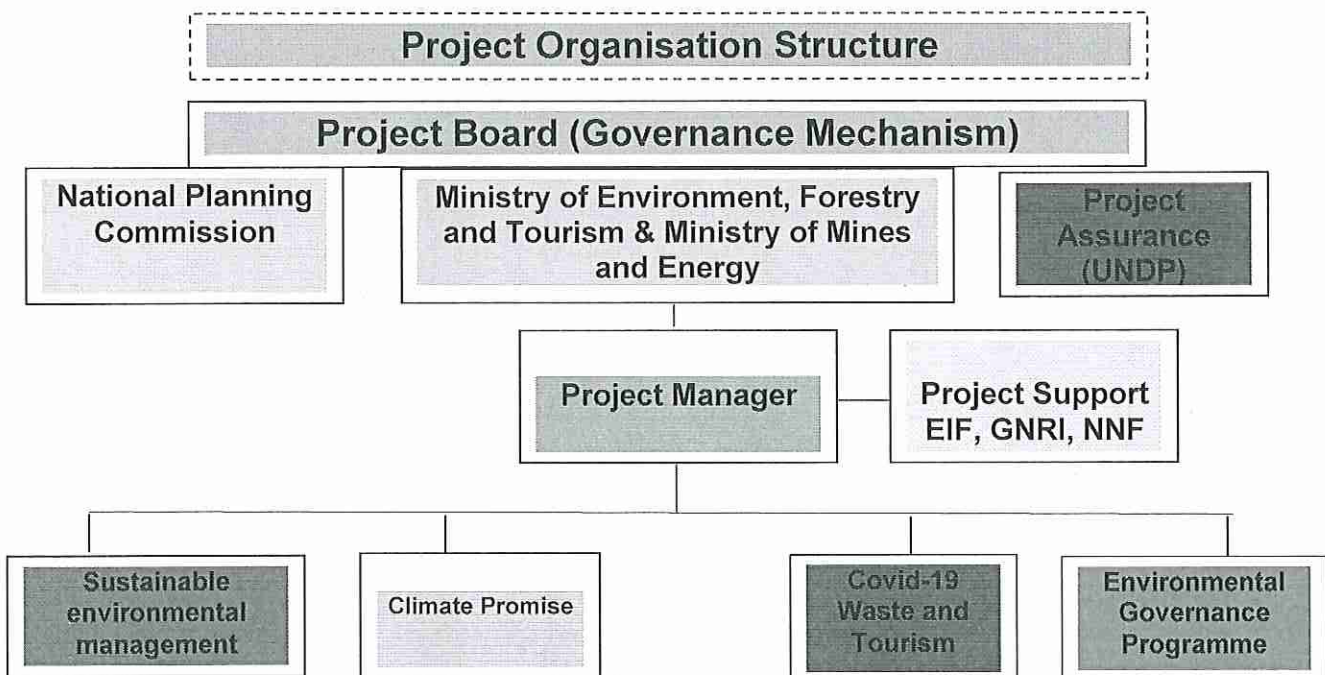 Project Organisation Structure
Project Board (Governance Mechanism)
National Planning
Commission
Ministry of Environment, Forestry
and Tourism & Ministry of Mines
and Energy
Project
Assurance
(UNDP)
Project Manager
Project Support
EIF, GNRI, NNF
Sustainable
environmental
management
Climate Promise
Covid-19
Waste and
Tourism
Environmental
Governance
Programme